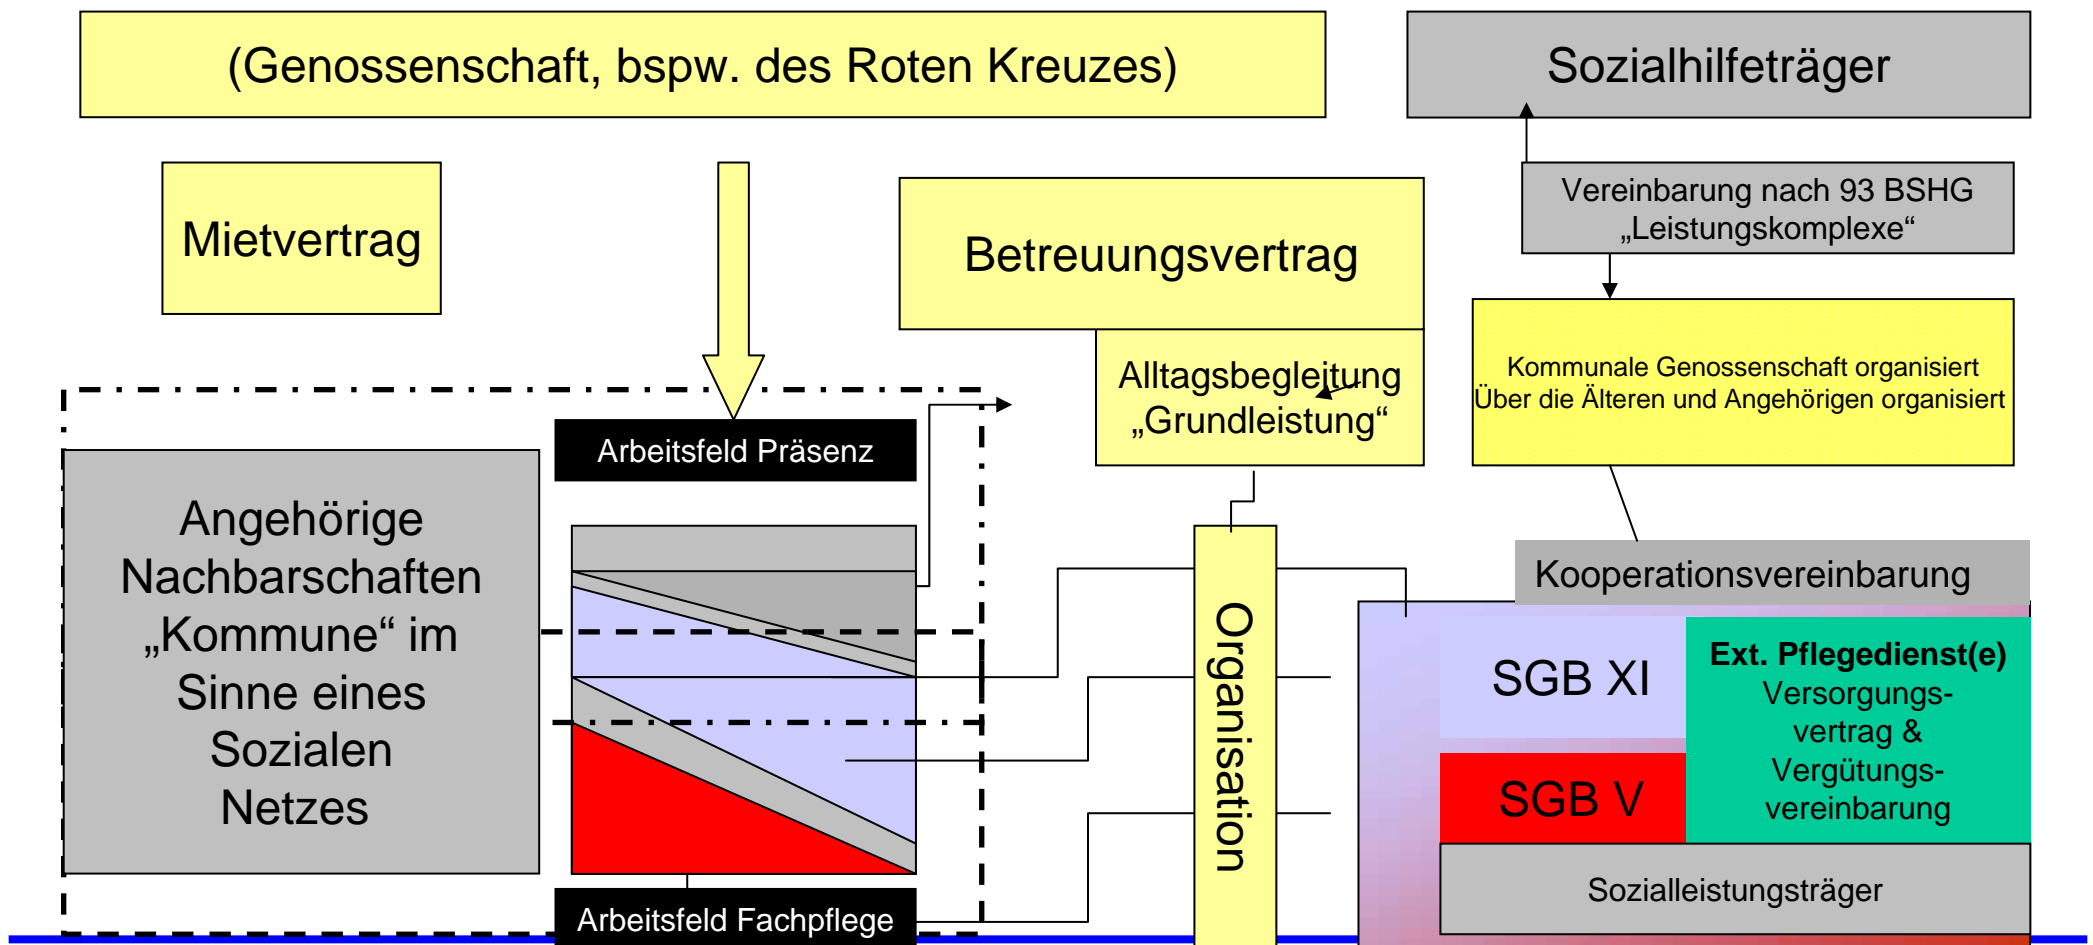 (Genossenschaft, bspw. des Roten Kreuzes)
Sozialhilfeträger
Mietvertrag
Betreuungsvertrag
Vereinbarung nach 93 BSHG
„Leistungskomplexe“
Alltagsbegleitung
„Grundleistung“
Kommunale Genossenschaft organisiert
Über die Älteren und Angehörigen organisiert
Arbeitsfeld Präsenz
Angehörige
Nachbarschaften
„Kommune“ im
Sinne eines
Sozialen
Netzes
Organisation
Kooperationsvereinbarung
SGB XI
Ext. Pflegedienst(e)
Versorgungs-
vertrag &
Vergütungs-
vereinbarung
SGB V
Sozialleistungsträger
Arbeitsfeld Fachpflege